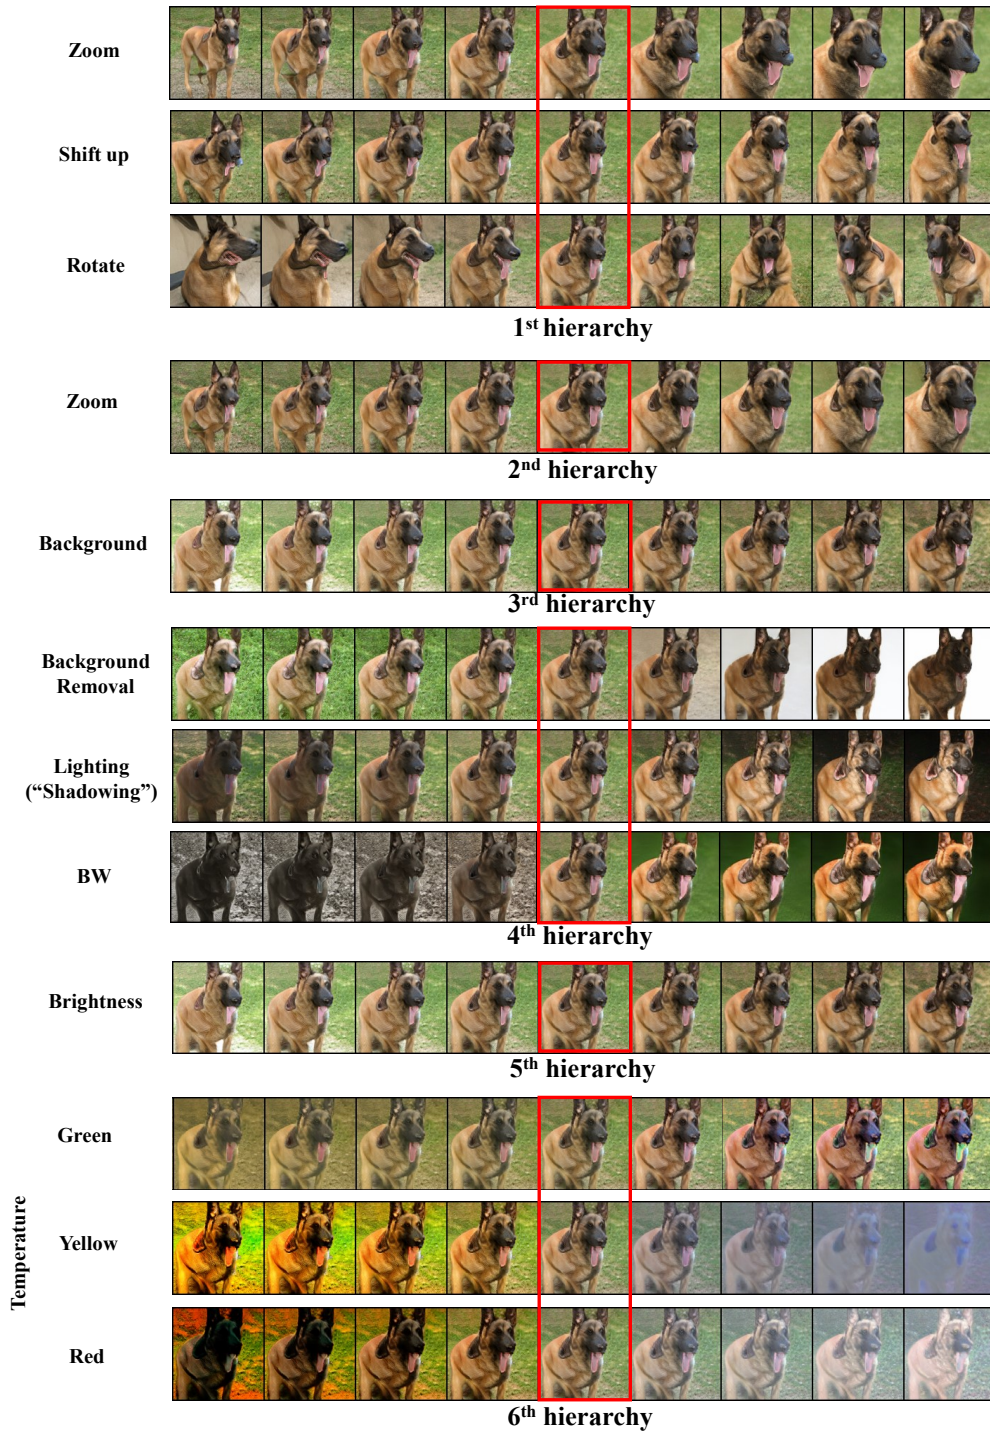 Zoom
Shift up
Rotate
1st hierarchy
Zoom
2nd hierarchy
Background
3rd hierarchy
Background
Removal
Lighting
(“Shadowing”)
BW
4th hierarchy
Brightness
5th hierarchy
Temperature
Green
Yellow
Red
6th hierarchy